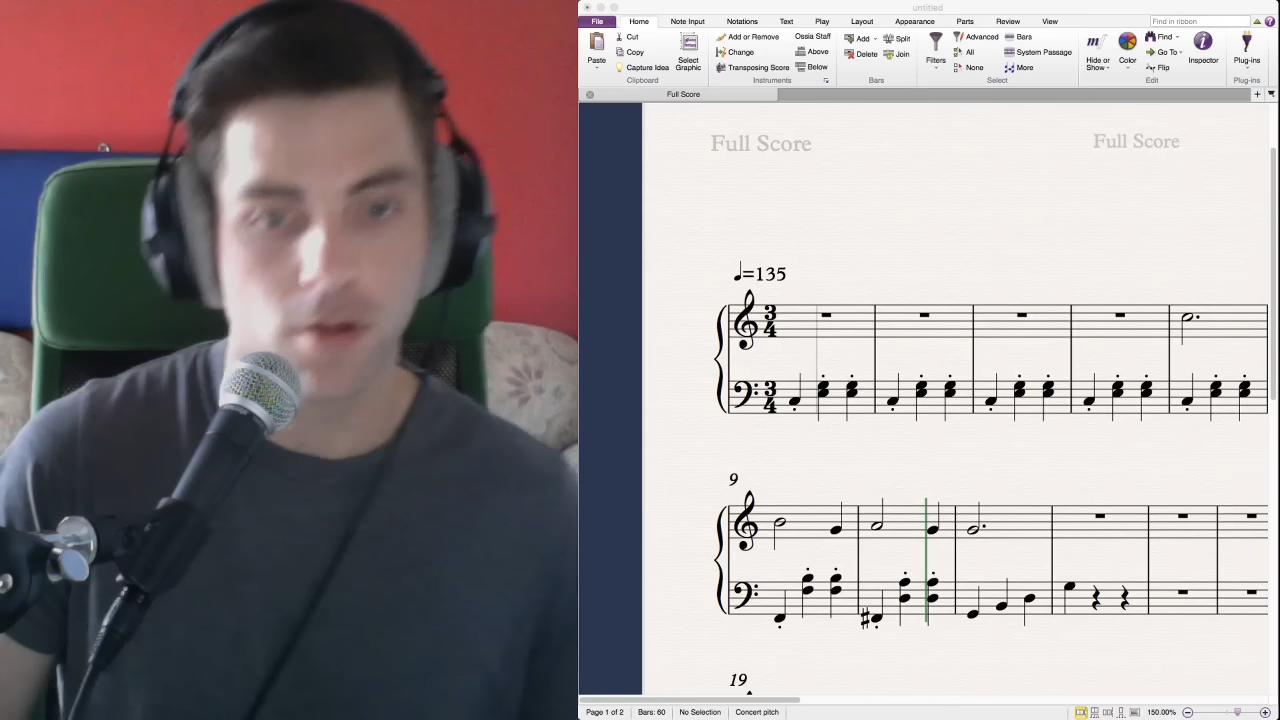 untitled
File Home Note Input Notations Text Play Layout Appearance Parts Review View Find in ribbon
Paste
Cut
Copy
Capture Idea
Select Graphic
Clipboard
Add or Remove
Change
Transposing Score
Ossia Staff
Above
Below
Instruments
Add
Delete
Split
Join
Bars
Filters
Advanced
All
None
Bars
System Passage
More
Select
Hide or Show
Color
Find
Go To
Flip
Inspector
Edit
Plug-ins
Plug-ins
Full Score
Full Score Full Score
=135
3
4
3
4
9
19
Page 1 of 2 Bars: 60 No Selection Concert pitch 150.00%